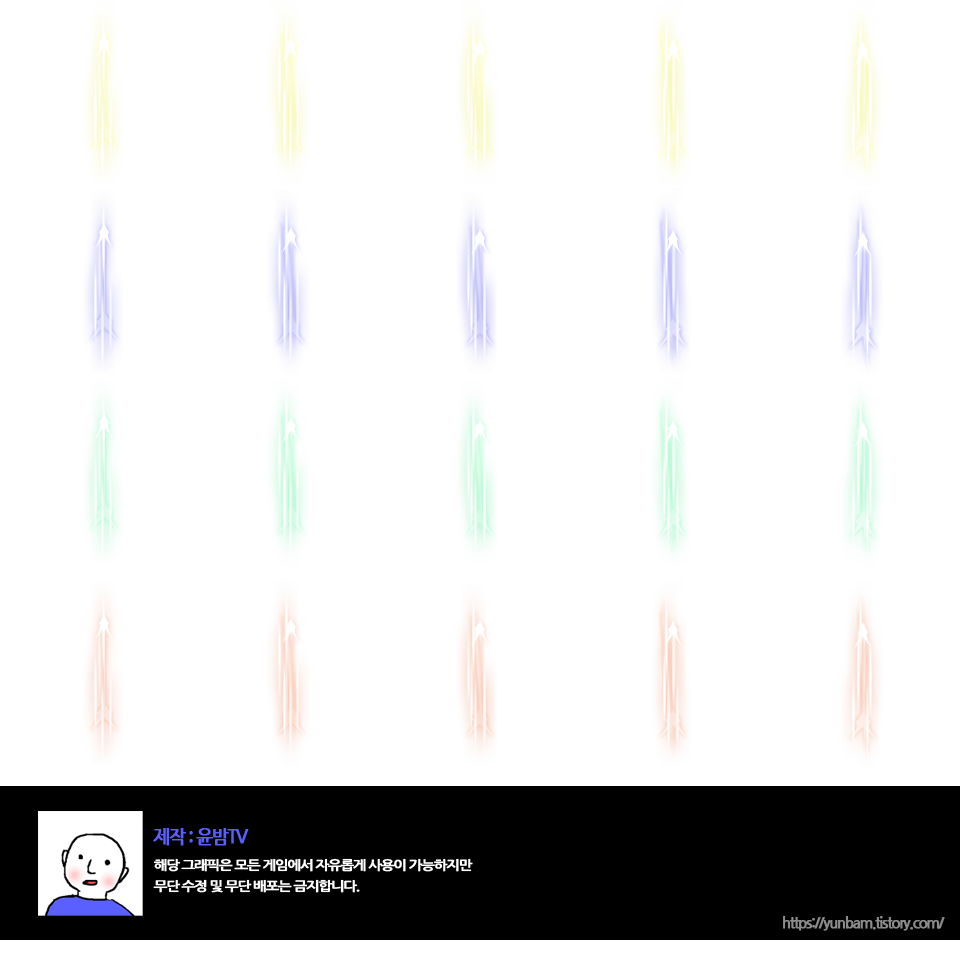 제작 : 윤밤TV
해당 그래픽은 모든 게임에서 자유롭게 사용이 가능하지만
무단 수정 및 무단 배포는 금지합니다.
https://yunbam.tistory.com/